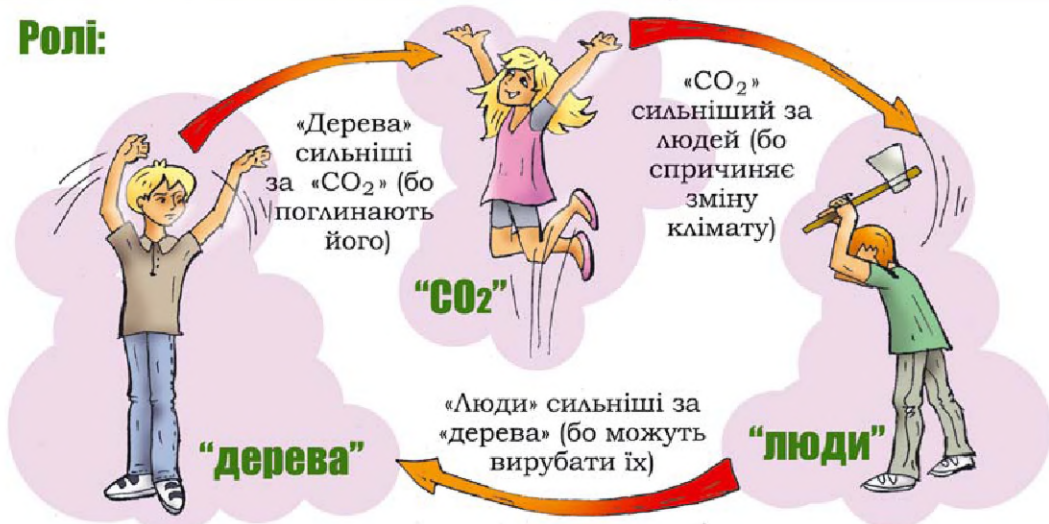 Ролі:
«Дерева»
сильніші
за «CO₂» (бо
поглинають
його)
«CO₂»
сильніший за
людей (бо
спричиняє
зміну
клімату)
“CO₂”
«Люди» сильніші за
«дерева» (бо можуть
вирубати їх)
“дерева”
“люди”